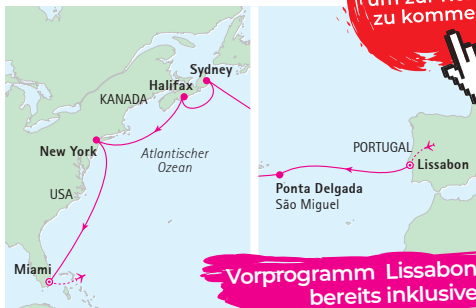 um zur
zu komme
Sydney
Halifax
KANADA
New York
Atlantischer
Ozean
USA
Miami
PORTUGAL
Lissabon
Ponta Delgada
São Miguel
Vorprogramm Lissabon
bereits inklusive